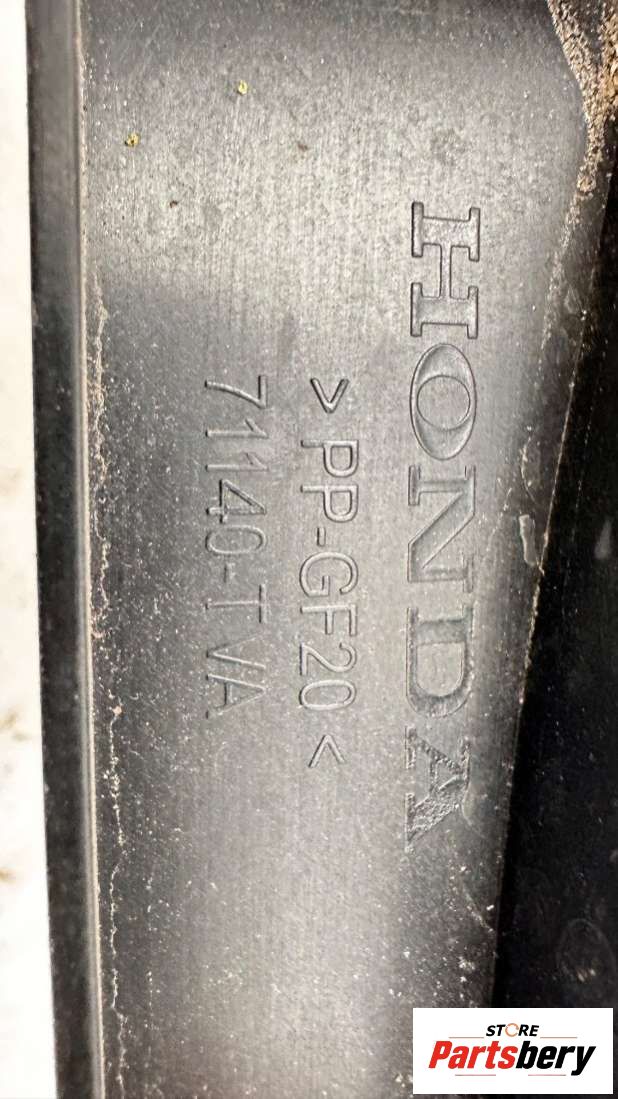 HONDA
>PP-GF20<
71140-TVA
STORE
Partsbery